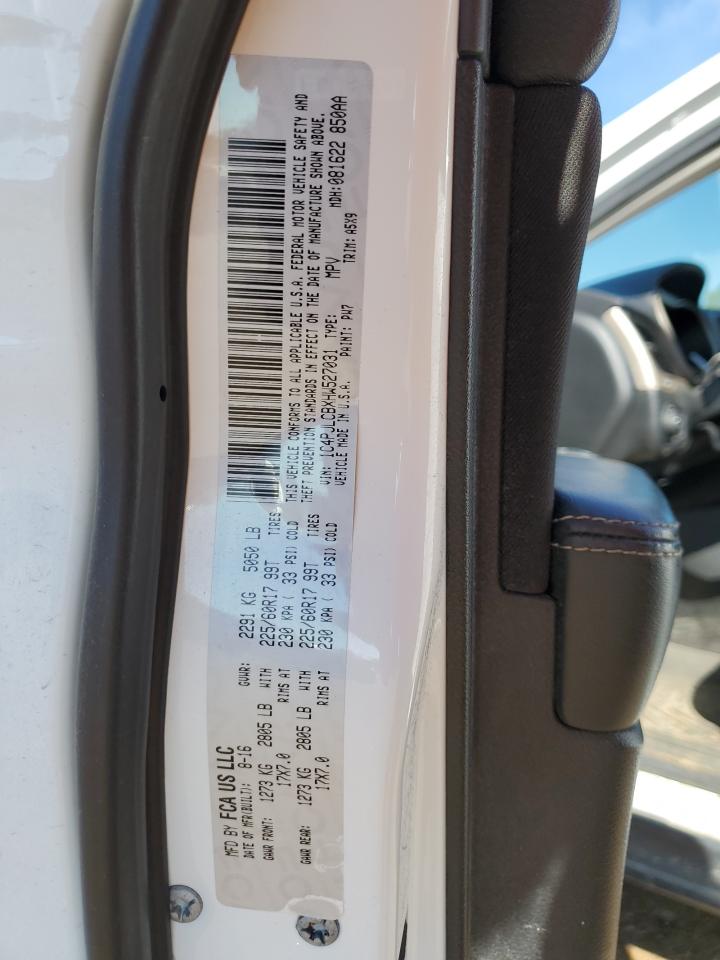 MFD BY FCA US LLC
DATE OF MFR(BUILT): 8-16 GVWR: 2291 KG 5050 LB
GAWR FRONT: 1273 KG 2805 LB WITH 225/60R17 99T TIRES
17X7.0 RIMS AT 230 KPA ( 33 PSI) COLD
GAWR REAR: 1273 KG 2805 LB WITH 225/60R17 99T TIRES
17X7.0 RIMS AT 230 KPA ( 33 PSI) COLD
THIS VEHICLE CONFORMS TO ALL APPLICABLE U.S.A. FEDERAL MOTOR VEHICLE SAFETY AND
THEFT PREVENTION STANDARDS IN EFFECT ON THE DATE OF MANUFACTURE SHOWN ABOVE.
VIN: 1C4PJLCBXHW527031 TYPE: MPV MDH:081622 850AA
VEHICLE MADE IN U.S.A. PAINT: PW7 TRIM: A5X9